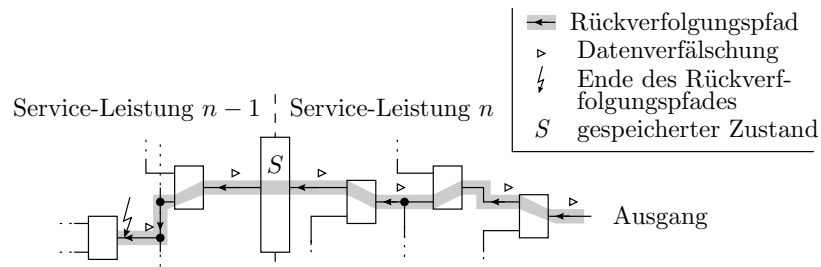 Rückverfolgungspfad
Datenverfälschung
Ende des Rückverf-
folgungspfades
S gespeicherter Zustand
Service-Leistung n − 1 Service-Leistung n
S
Ausgang